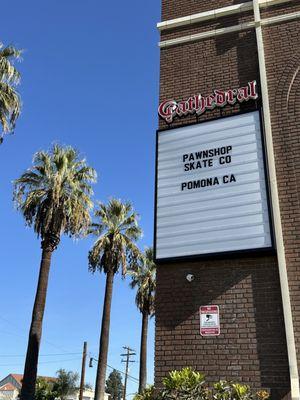 Cathedral
PAWNSHOP
SKATE CO
POMONA CA